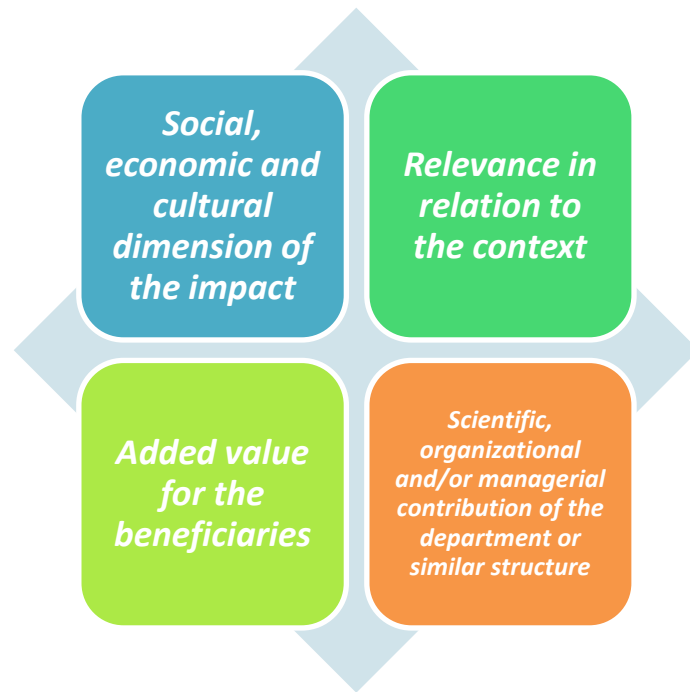 Social,
economic and
cultural
dimension of
the impact
Relevance in
relation to
the context
Added value
for the
beneficiaries
Scientific,
organizational
and/or managerial
contribution of the
department or
similar structure